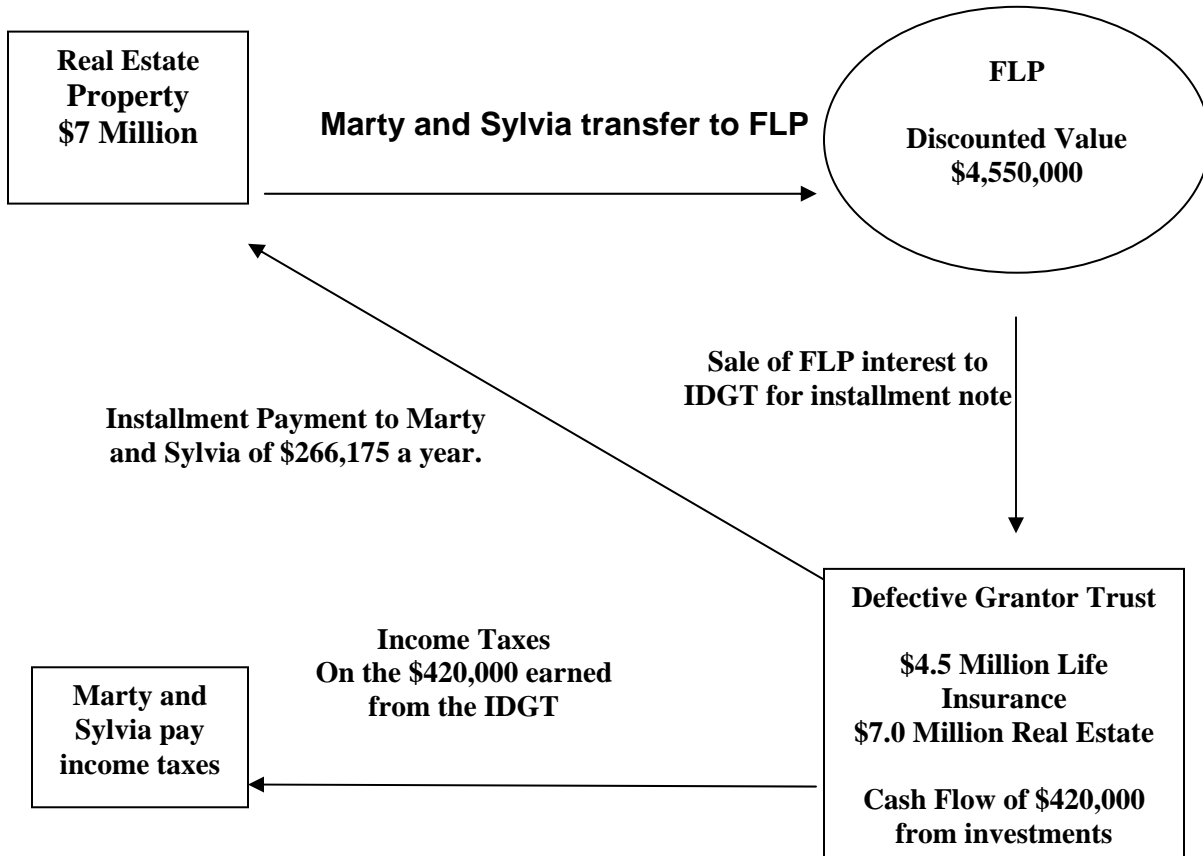 Real Estate
Property
$7 Million
Marty and Sylvia transfer to FLP
FLP
Discounted Value
$4,550,000
Sale of FLP interest to
IDGT for installment note
Installment Payment to Marty
and Sylvia of $266,175 a year.
Defective Grantor Trust
$4.5 Million Life
Insurance
$7.0 Million Real Estate
Cash Flow of $420,000
from investments
Income Taxes
On the $420,000 earned
from the IDGT
Marty and
Sylvia pay
income taxes